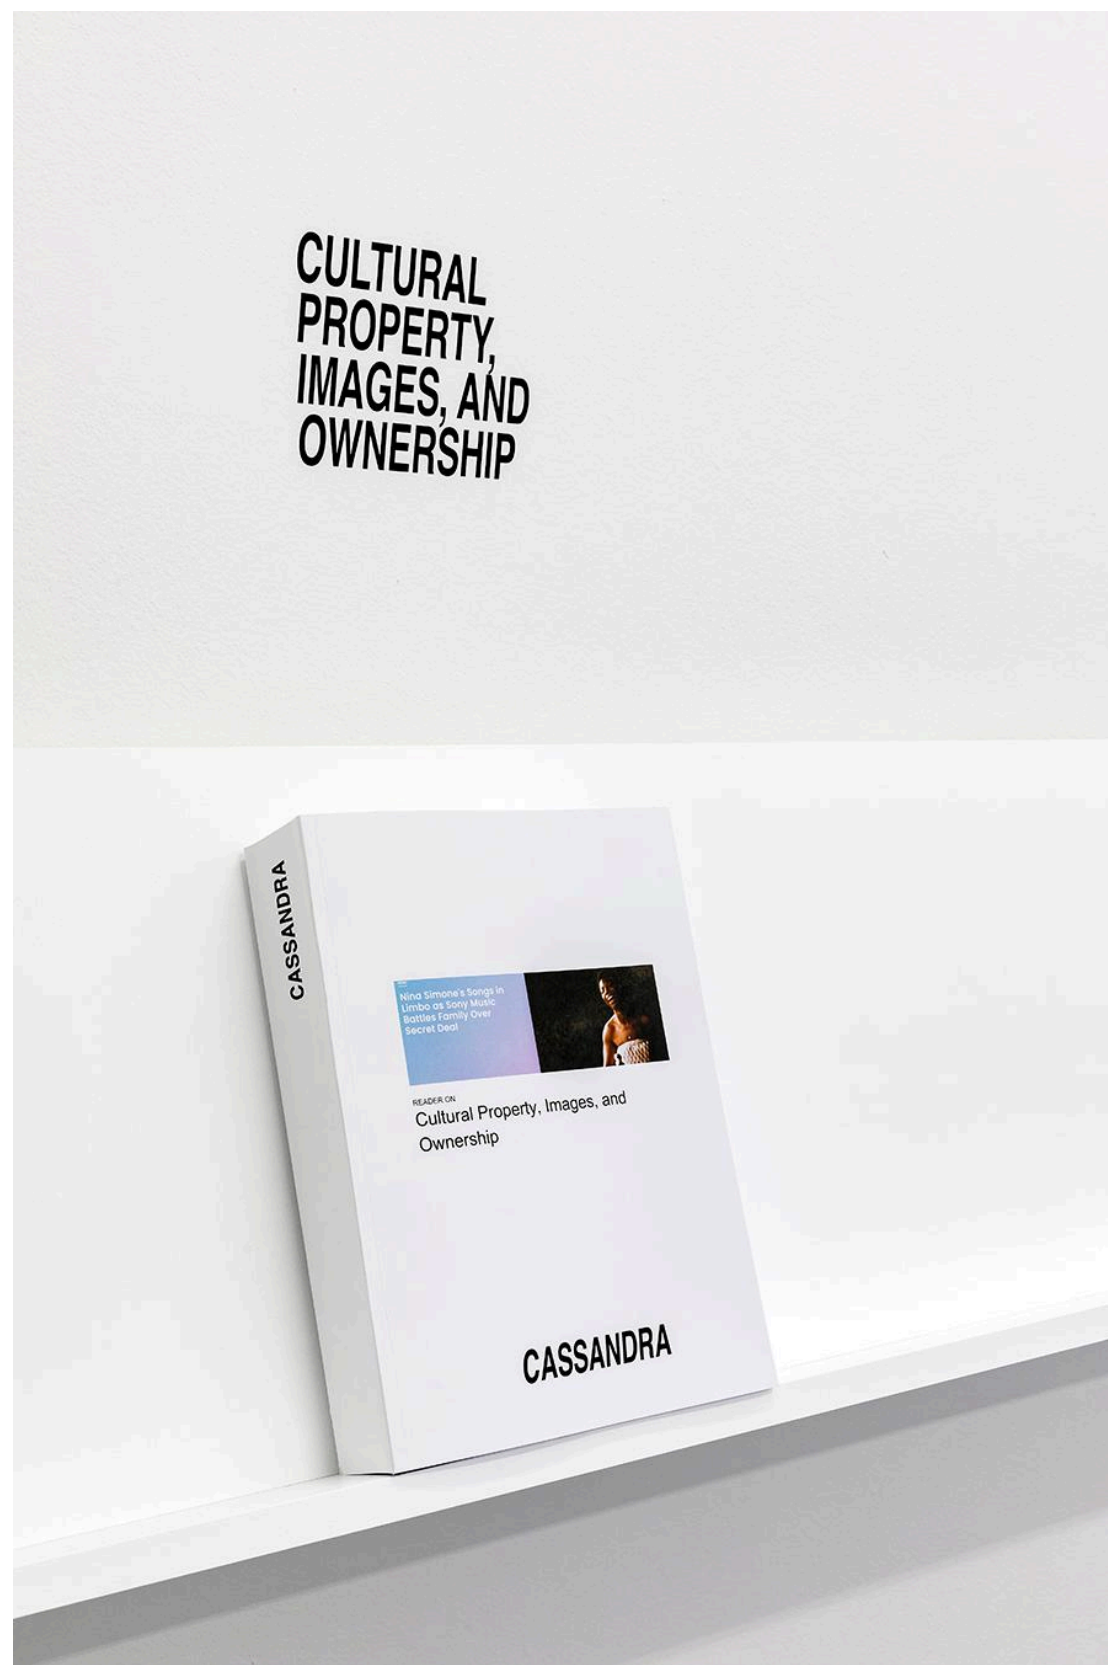 CULTURAL
PROPERTY,
IMAGES, AND
OWNERSHIP
CASSANDRA
Nina Simone's Songs in
Limbo as Sony Music
Battles Family Over
Secret Deal
READER ON
Cultural Property, Images, and
Ownership
CASSANDRA